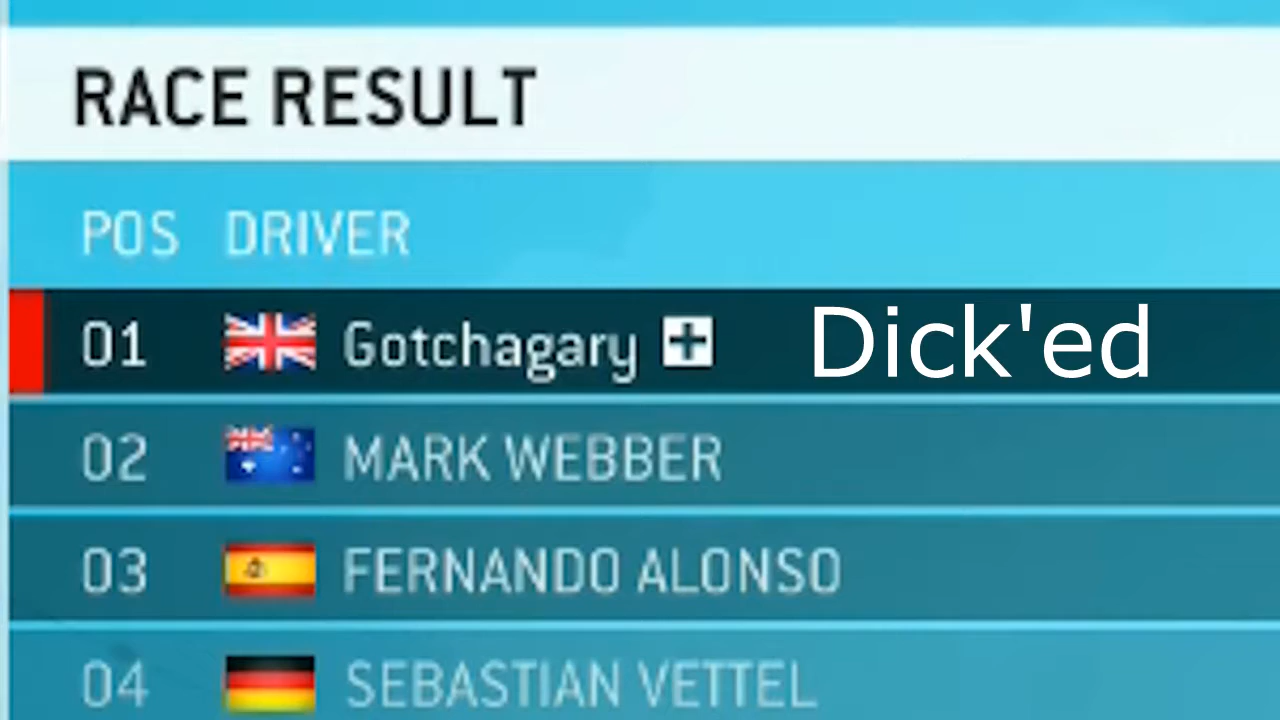 RACE RESULT
POS DRIVER
01 Gotchagary + Dick'ed
02 MARK WEBBER
03 FERNANDO ALONSO
04 SEBASTIAN VETTEL